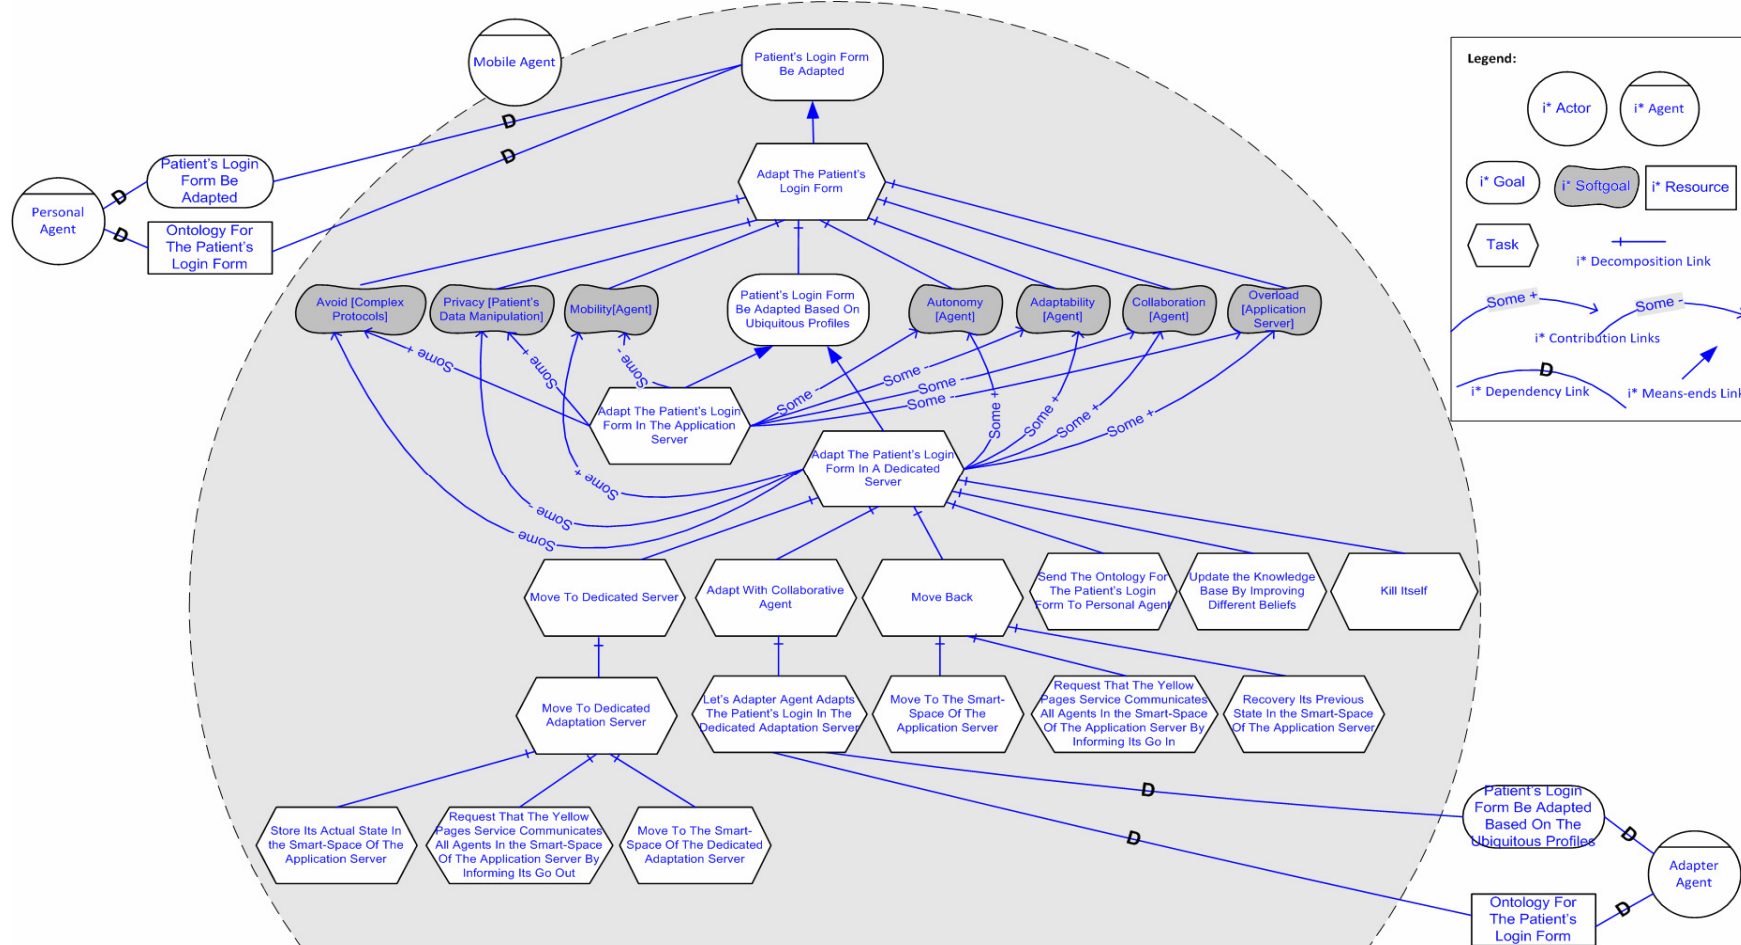 Mobile Agent
Patient's Login Form
Be Adapted
Legend:
i* Actor
i* Agent
i* Goal
i* Softgoal
i* Resource
Task
i* Decomposition Link
Some +
Some -
i* Contribution Links
D
i* Dependency Link
i* Means-ends Link
D
D
Patient's Login
Form Be
Adapted
D
Personal
Agent
D
Ontology For
The Patient's
Login Form
Adapt The Patient's
Login Form
Avoid [Complex
Protocols]
Privacy [Patient's
Data Manipulation]
Mobility[Agent]
Patient's Login Form
Be Adapted Based On
Ubiquitous Profiles
Autonomy
[Agent]
Adaptability
[Agent]
Collaboration
[Agent]
Overload
[Application
Server]
Some +
Some +
Some -
Some -
Some -
Some -
Some -
Adapt The Patient's Login
Form In The Application
Server
Some +
Some +
Some +
Some +
Adapt The Patient's Login
Form In A Dedicated
Server
Some +
Some -
Some -
Move To Dedicated Server
Adapt With Collaborative
Agent
Move Back
Send The Ontology For
The Patient's Login
Form To Personal Agent
Update the Knowledge
Base By Improving
Different Beliefs
Kill Itself
Move To Dedicated
Adaptation Server
Let's Adapter Agent Adapts
The Patient's Login In The
Dedicated Adaptation Server
Move To The Smart-
Space Of The
Application Server
Request That The Yellow
Pages Service Communicates
All Agents In the Smart-Space
Of The Application Server By
Informing Its Go In
Recovery Its Previous
State In the Smart-Space
Of The Application Server
Store Its Actual State In
the Smart-Space Of The
Application Server
Request That The Yellow
Pages Service Communicates
All Agents In the Smart-Space
Of The Application Server By
Informing Its Go Out
Move To The Smart-
Space Of The Dedicated
Adaptation Server
D
D
Patient's Login
Form Be Adapted
Based On The
Ubiquitous Profiles
D
Adapter
Agent
D
Ontology For
The Patient's
Login Form